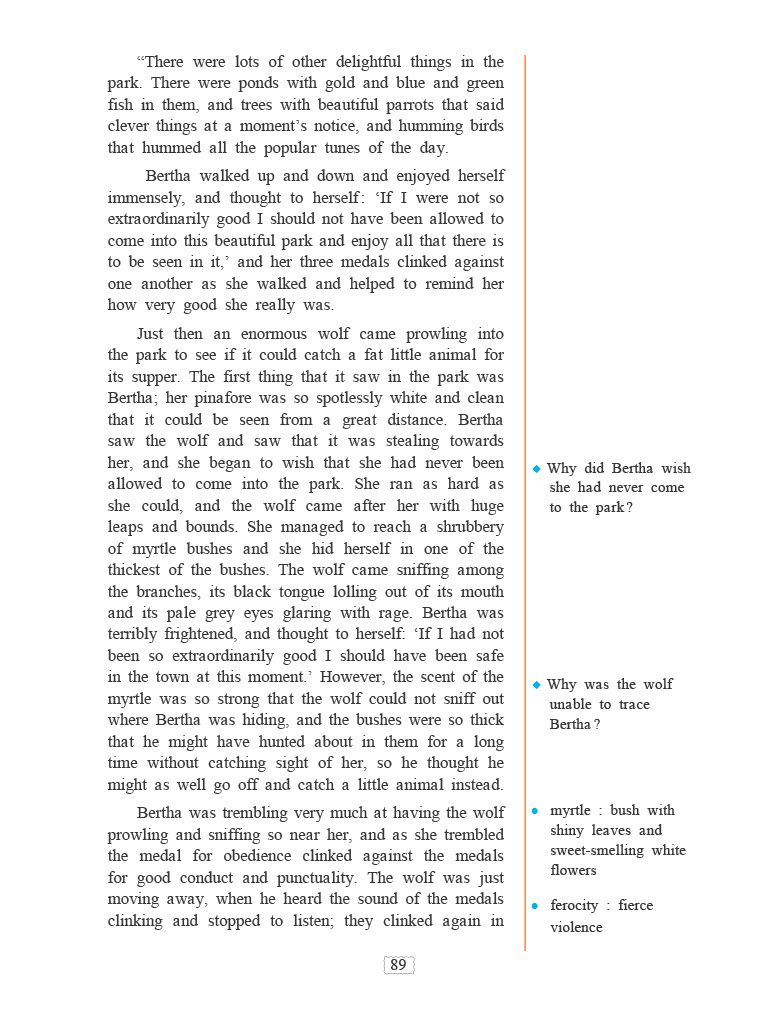 “There were lots of other delightful things in the
park. There were ponds with gold and blue and green
fish in them, and trees with beautiful parrots that said
clever things at a moment’s notice, and humming birds
that hummed all the popular tunes of the day.
Bertha walked up and down and enjoyed herself
immensely, and thought to herself: ‘If I were not so
extraordinarily good I should not have been allowed to
come into this beautiful park and enjoy all that there is
to be seen in it,’ and her three medals clinked against
one another as she walked and helped to remind her
how very good she really was.
Just then an enormous wolf came prowling into
the park to see if it could catch a fat little animal for
its supper. The first thing that it saw in the park was
Bertha; her pinafore was so spotlessly white and clean
that it could be seen from a great distance. Bertha
saw the wolf and saw that it was stealing towards
her, and she began to wish that she had never been
allowed to come into the park. She ran as hard as
she could, and the wolf came after her with huge
leaps and bounds. She managed to reach a shrubbery
of myrtle bushes and she hid herself in one of the
thickest of the bushes. The wolf came sniffing among
the branches, its black tongue lolling out of its mouth
and its pale grey eyes glaring with rage. Bertha was
terribly frightened, and thought to herself: ‘If I had not
been so extraordinarily good I should have been safe
in the town at this moment.’ However, the scent of the
myrtle was so strong that the wolf could not sniff out
where Bertha was hiding, and the bushes were so thick
that he might have hunted about in them for a long
time without catching sight of her, so he thought he
might as well go off and catch a little animal instead.
Bertha was trembling very much at having the wolf
prowling and sniffing so near her, and as she trembled
the medal for obedience clinked against the medals
for good conduct and punctuality. The wolf was just
moving away, when he heard the sound of the medals
clinking and stopped to listen; they clinked again in
◆ Why did Bertha wish
she had never come
to the park?
◆ Why was the wolf
unable to trace
Bertha?
● myrtle : bush with
shiny leaves and
sweet-smelling white
flowers
● ferocity : fierce
violence
89